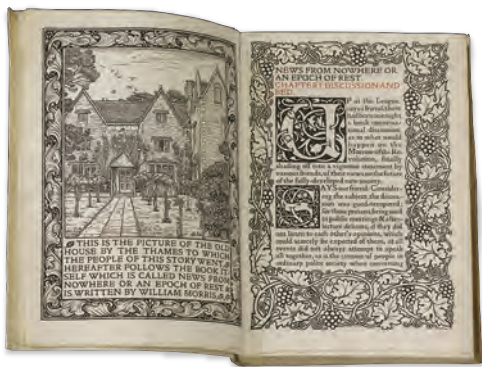 THIS IS THE PICTURE OF THE OLD
HOUSE BY THE THAMES TO WHICH
THE PEOPLE OF THIS STORY WENT
HEREAFTER FOLLOWS THE BOOK IT-
SELF WHICH IS CALLED NEWS FROM
NOWHERE OR AN EPOCH OF REST &
IS WRITTEN BY WILLIAM MORRIS
NEWS FROM NOWHERE OR
AN EPOCH OF REST.
CHAPTER I. DISCUSSION AND
BED.
UP at the League,
says a friend, there
had been one night
a brisk conversa-
tional discussion,
as to what would
happen on the
Morrow of the Re-
volution, finally
shading off into a vigorous statement by
various friends, of their views on the future
of the fully-developed new society.
SAYS our friend: Consider-
ing the subject, the discus-
sion was good-tempered;
for those present, being used
to public meetings & after-
lecture debates, if they did
not listen to each other's opinions, which
could scarcely be expected of them, at all
events did not always attempt to speak
all together, as is the custom of people in
ordinary polite society when conversing